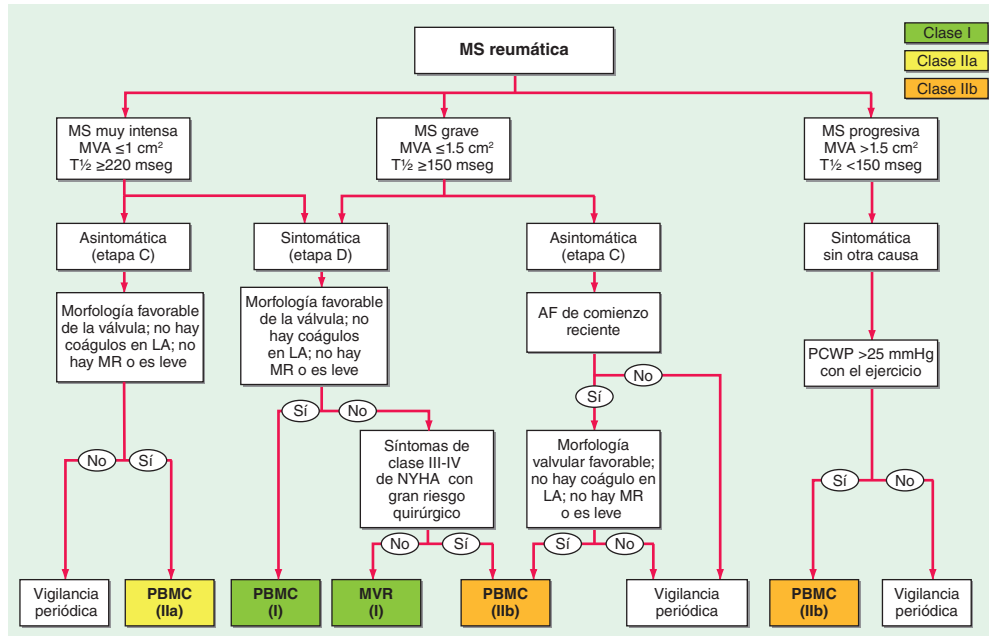 MS reumática
Clase I
Clase IIa
Clase IIb
MS muy intensa
MVA ≤1 cm²
T½ ≥220 mseg
MS grave
MVA ≤1.5 cm²
T½ ≥150 mseg
MS progresiva
MVA >1.5 cm²
T½ <150 mseg
Asintomática
(etapa C)
Sintomática
(etapa D)
Asintomática
(etapa C)
Sintomática
sin otra causa
Morfología favorable
de la válvula; no hay
coágulos en LA; no
hay MR o es leve
Morfología favorable
de la válvula; no
hay coágulos
en LA; no hay
MR o es leve
AF de comienzo
reciente
PCWP >25 mmHg
con el ejercicio
No
Sí
Sí
No
Síntomas de
clase III-IV
de NYHA con
gran riesgo
quirúrgico
Morfología
valvular favorable;
no hay coágulo en
LA; no hay MR
o es leve
No
Sí
Sí
No
No
Sí
Sí
No
Vigilancia
periódica
PBMC
(IIa)
PBMC
(I)
MVR
(I)
PBMC
(IIb)
Vigilancia
periódica
PBMC
(IIb)
Vigilancia
periódica